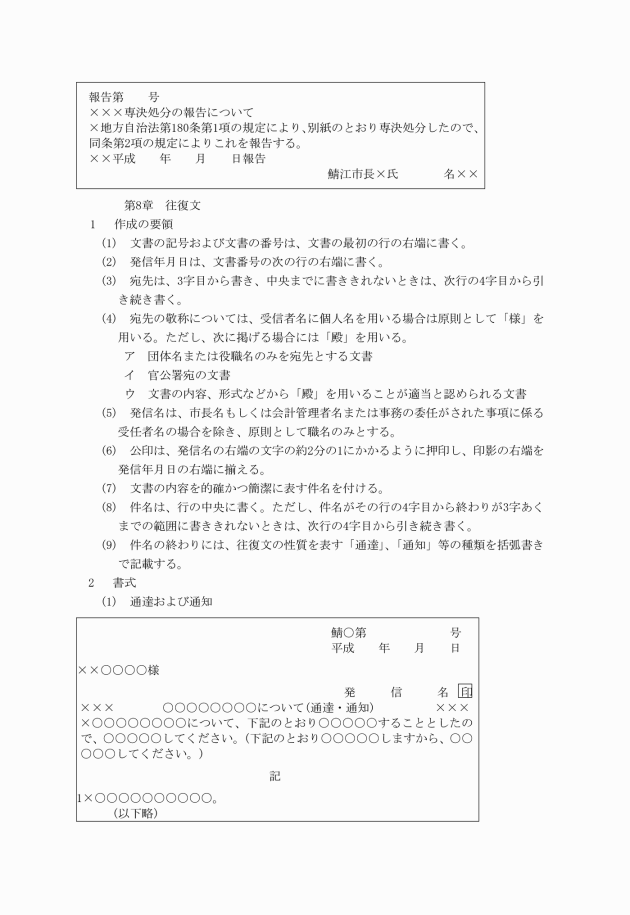 報告第　　号
×××専決処分の報告について
×地方自治法第180条第1項の規定により、別紙のとおり専決処分したので、
同条第2項の規定によりこれを報告する。
××平成　　年　　月　　日報告
鯖江市長×氏　　　　名××
第8章　往復文
1　作成の要領
(1)　文書の記号および文書の番号は、文書の最初の行の右端に書く。
(2)　発信年月日は、文書番号の次の行の右端に書く。
(3)　宛先は、3字目から書き、中央までに書ききれないときは、次行の4字目から引
き続き書く。
(4)　宛先の敬称については、受信者名に個人名を用いる場合は原則として「様」を
用いる。ただし、次に掲げる場合には「殿」を用いる。
ア　団体名または役職名のみを宛先とする文書
イ　官公署宛の文書
ウ　文書の内容、形式などから「殿」を用いることが適当と認められる文書
(5)　発信名は、市長名もしくは会計管理者名または事務の委任がされた事項に係る
受任者名の場合を除き、原則として職名のみとする。
(6)　公印は、発信名の右端の文字の約2分の1にかかるように押印し、印影の右端を
発信年月日の右端に揃える。
(7)　文書の内容を的確かつ簡潔に表す件名を付ける。
(8)　件名は、行の中央に書く。ただし、件名がその行の4字目から終わりが3字あく
までの範囲に書ききれないときは、次行の4字目から引き続き書く。
(9)　件名の終わりには、往復文の性質を表す「通達」、「通知」等の種類を括弧書き
で記載する。
2　書式
(1)　通達および通知
鯖○第　　　　　　　号
平成　　年　　月　　日
××○○○○様
発　　　信　　　名　印
×××　　　　○○○○○○○○について(通達・通知)　　　　　×××
×○○○○○○○○について、下記のとおり○○○○○することとしたの
で、○○○○○してください。(下記のとおり○○○○○しますから、○○
○○○してください。)
記
1×○○○○○○○○○○。
(以下略)